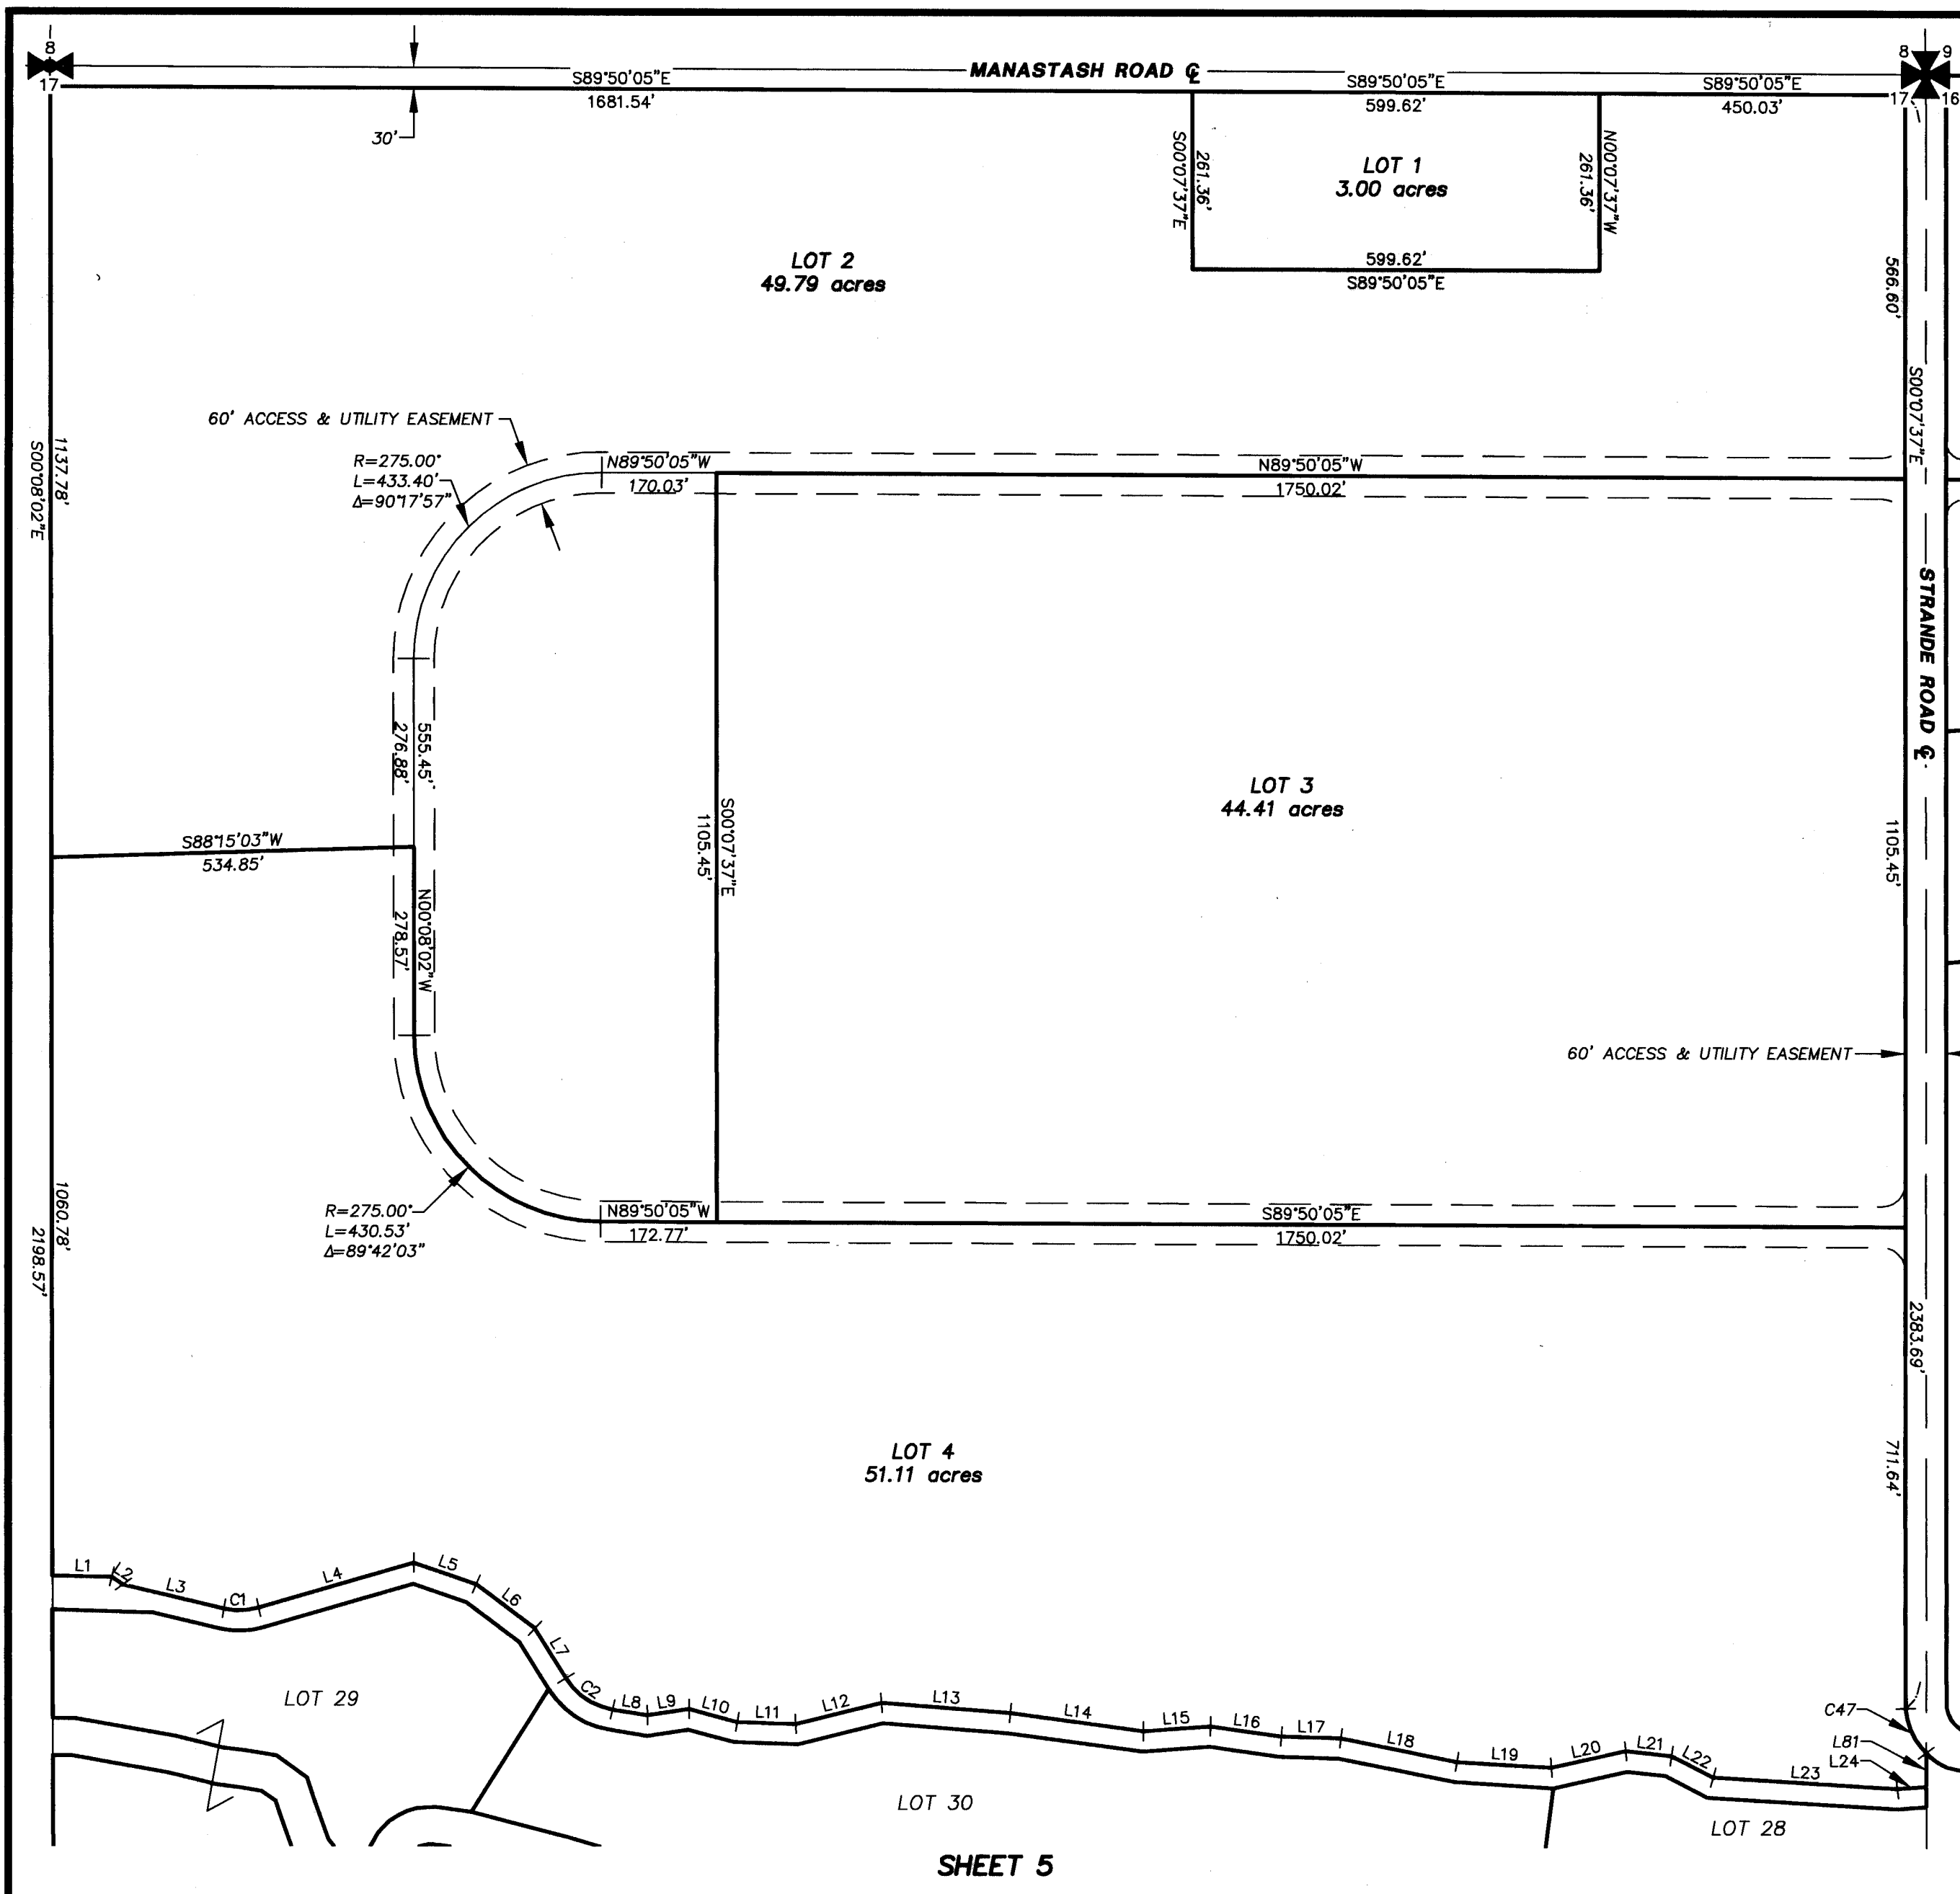 8
17
MANASTASH ROAD ℄
8 9
17 16
S89°50'05"E
1681.54'
S89°50'05"E
599.62'
S89°50'05"E
450.03'
30'
S00°07'37"E
261.36'
LOT 1
3.00 acres
261.36'
N00°07'37"W
599.62'
S89°50'05"E
LOT 2
49.79 acres
566.60'
S00°07'37"E
60' ACCESS & UTILITY EASEMENT
R=275.00'
L=433.40'
Δ=90°17'57"
N89°50'05"W
170.03'
N89°50'05"W
1750.02'
1137.78'
S00°08'02"E
STRANDE ROAD ℄
555.45'
276.88'
S00°07'37"E
1105.45'
LOT 3
44.41 acres
1105.45'
S88°15'03"W
534.85'
N00°08'02"W
278.57'
60' ACCESS & UTILITY EASEMENT
R=275.00'
L=430.53'
Δ=89°42'03"
N89°50'05"W
172.77'
S89°50'05"E
1750.02'
1060.78'
2198.57'
2383.69'
LOT 4
51.11 acres
711.64'
L1
L2
L3
C1
L4
L5
L6
L7
C2
L8
L9
L10
L11
L12
L13
L14
L15
L16
L17
L18
L19
L20
L21
L22
L23
C47
L81
L24
LOT 29
LOT 30
LOT 28
SHEET 5